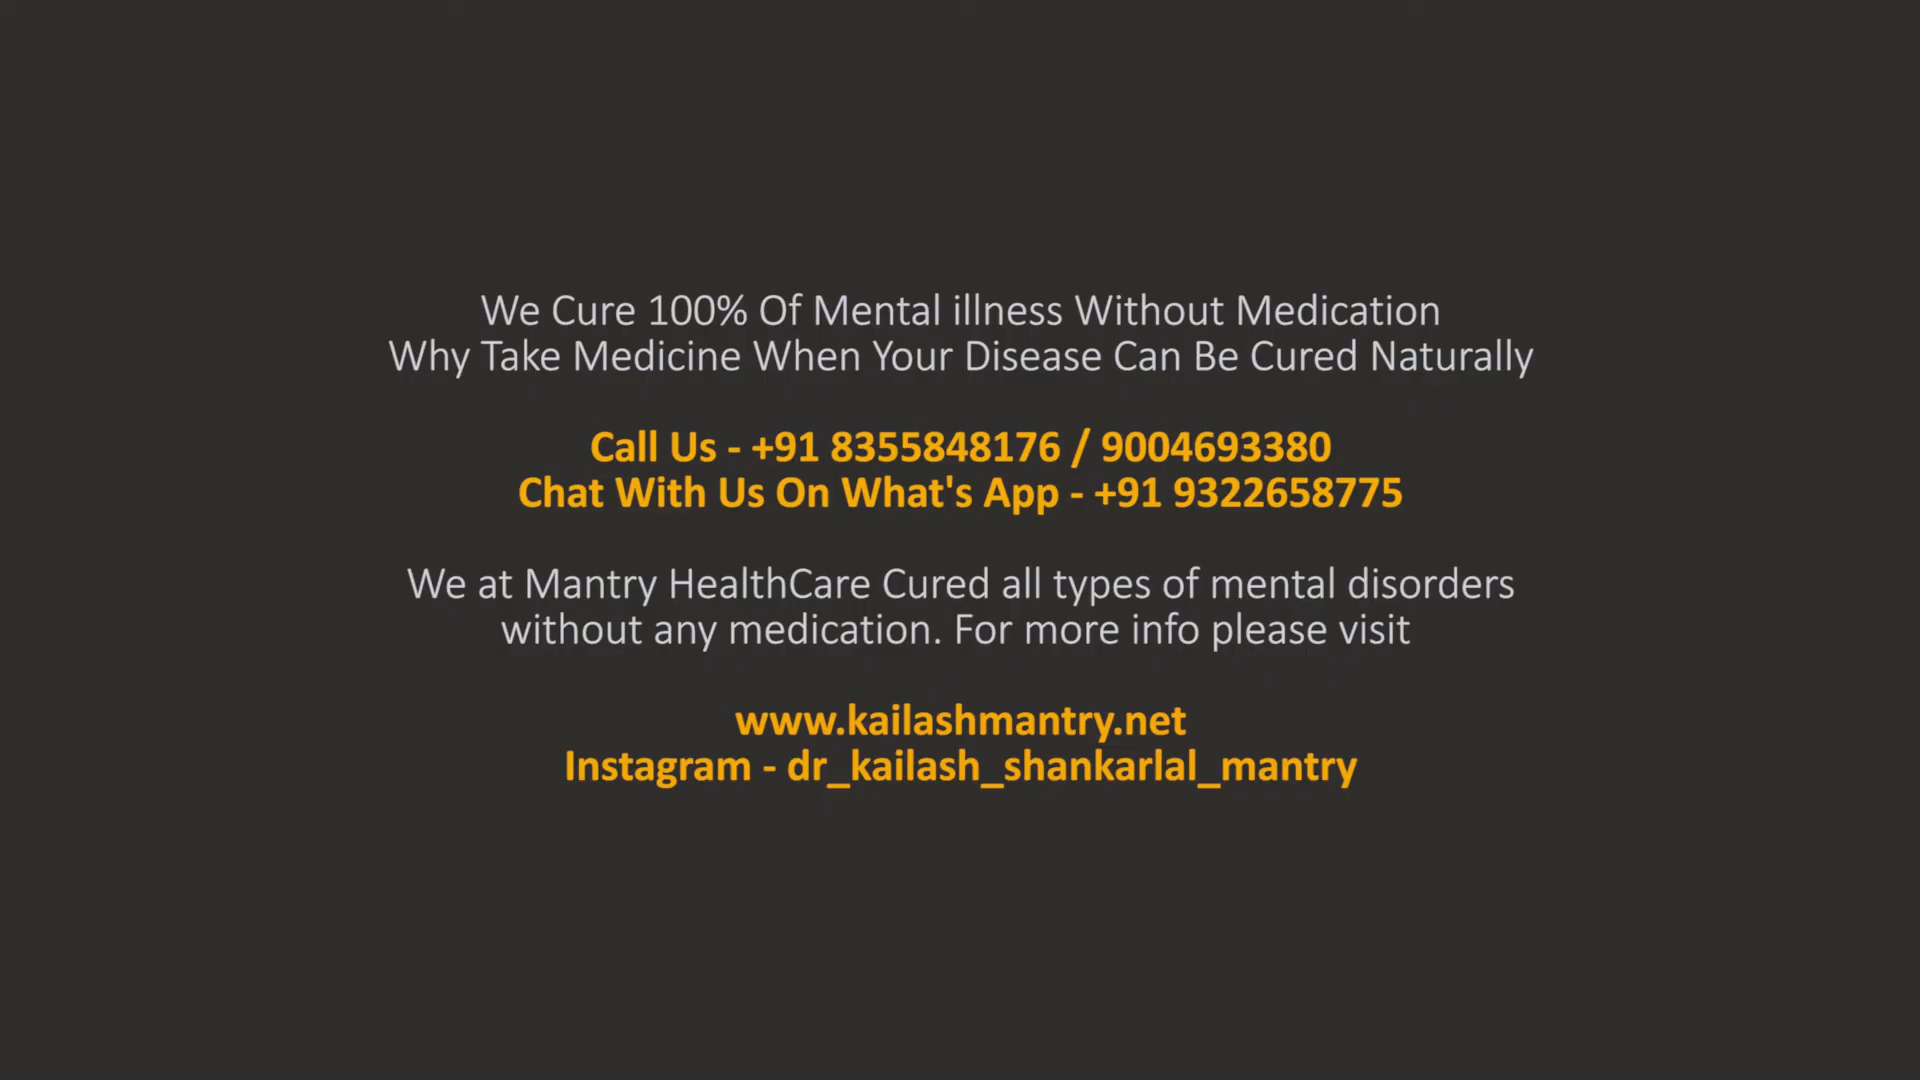 We Cure 100% Of Mental illness Without Medication
Why Take Medicine When Your Disease Can Be Cured Naturally
Call Us - +91 8355848176 / 9004693380
Chat With Us On What's App - +91 9322658775
We at Mantry HealthCare Cured all types of mental disorders
without any medication. For more info please visit
www.kailashmantry.net
Instagram - dr_kailash_shankarlal_mantry